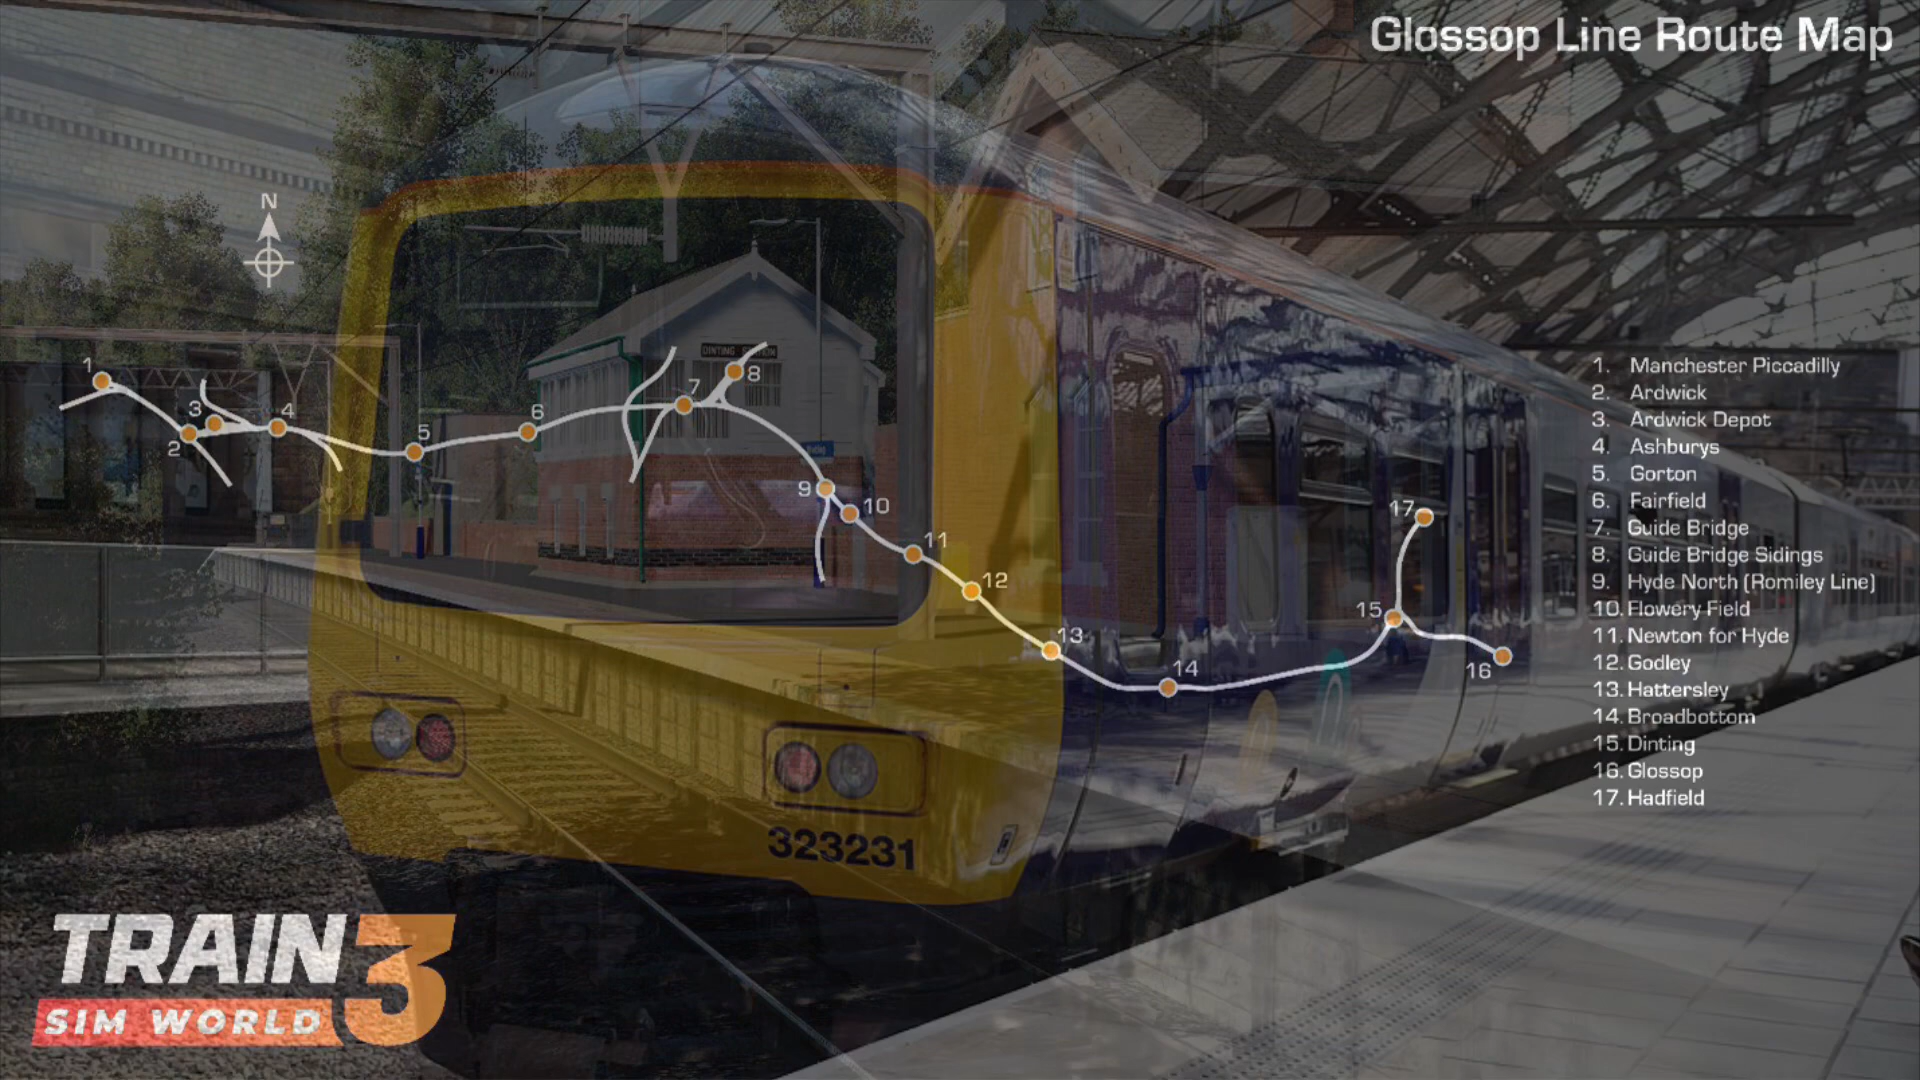 Glossop Line Route Map
N
1
2
3
4
5
6
7
8
9
10
11
12
13
14
15
16
17
DINTING STATION
1. Manchester Piccadilly
2. Ardwick
3. Ardwick Depot
4. Ashburys
5. Gorton
6. Fairfield
7. Guide Bridge
8. Guide Bridge Sidings
9. Hyde North (Romiley Line)
10. Flowery Field
11. Newton for Hyde
12. Godley
13. Hattersley
14. Broadbottom
15. Dinting
16. Glossop
17. Hadfield
323231
TRAIN 3
SIM WORLD